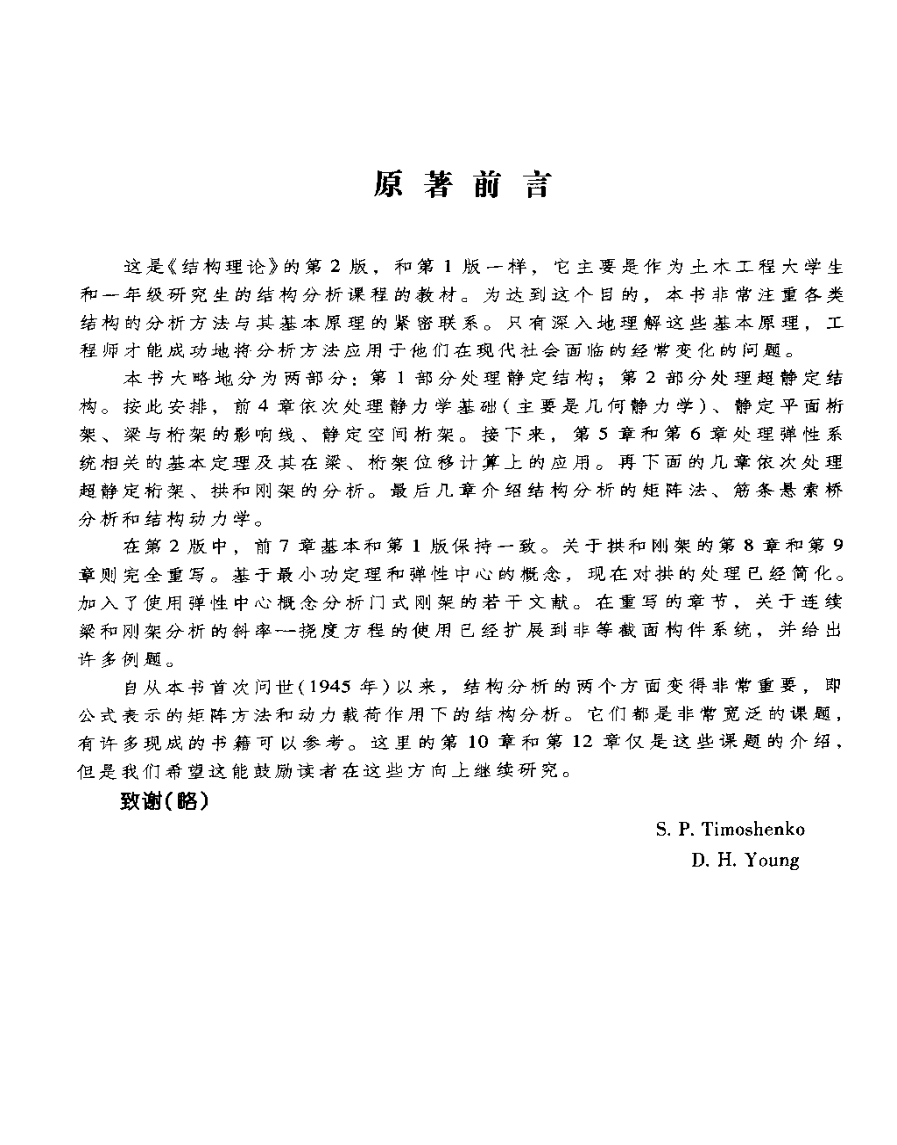 原著前言
这是《结构理论》的第 2 版，和第 1 版一样，它主要是作为土木工程大学生
和一年级研究生的结构分析课程的教材。为达到这个目的，本书非常注重各类
结构的分析方法与其基本原理的紧密联系。只有深入地理解这些基本原理，工
程师才能成功地将分析方法应用于他们在现代社会面临的经常变化的问题。
本书大略地分为两部分：第 1 部分处理静定结构；第 2 部分处理超静定结
构。按此安排，前 4 章依次处理静力学基础(主要是几何静力学)、静定平面桁
架、梁与桁架的影响线、静定空间桁架。接下来，第 5 章和第 6 章处理弹性系
统相关的基本定理及其在梁、桁架位移计算上的应用。再下面的几章依次处理
超静定桁架、拱和刚架的分析。最后几章介绍结构分析的矩阵法、筋条悬索桥
分析和结构动力学。
在第 2 版中，前 7 章基本和第 1 版保持一致。关于拱和刚架的第 8 章和第 9
章则完全重写。基于最小功定理和弹性中心的概念，现在对拱的处理已经简化。
加入了使用弹性中心概念分析门式刚架的若干文献。在重写的章节，关于连续
梁和刚架分析的斜率—挠度方程的使用已经扩展到非等截面构件系统，并给出
许多例题。
自从本书首次问世(1945 年)以来，结构分析的两个方面变得非常重要，即
公式表示的矩阵方法和动力载荷作用下的结构分析。它们都是非常宽泛的课题，
有许多现成的书籍可以参考。这里的第 10 章和第 12 章仅是这些课题的介绍，
但是我们希望这能鼓励读者在这些方向上继续研究。
致谢(略)
S. P. Timoshenko
D. H. Young